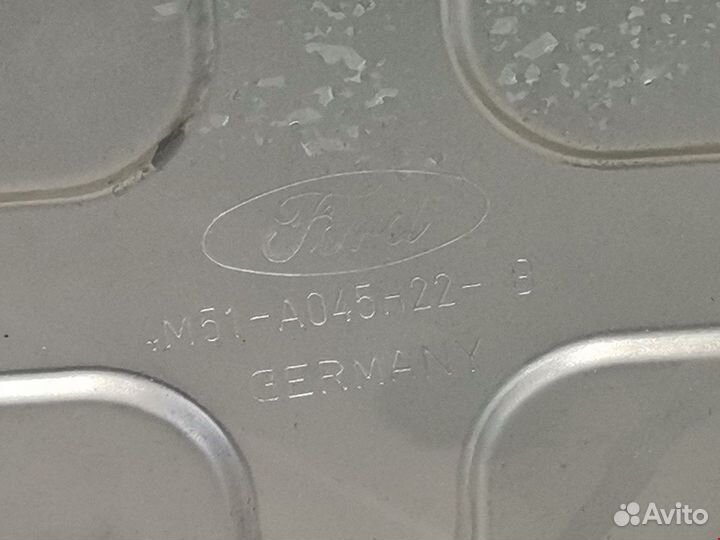 Ford
4M51-A045H22- B
GERMANY
Avito